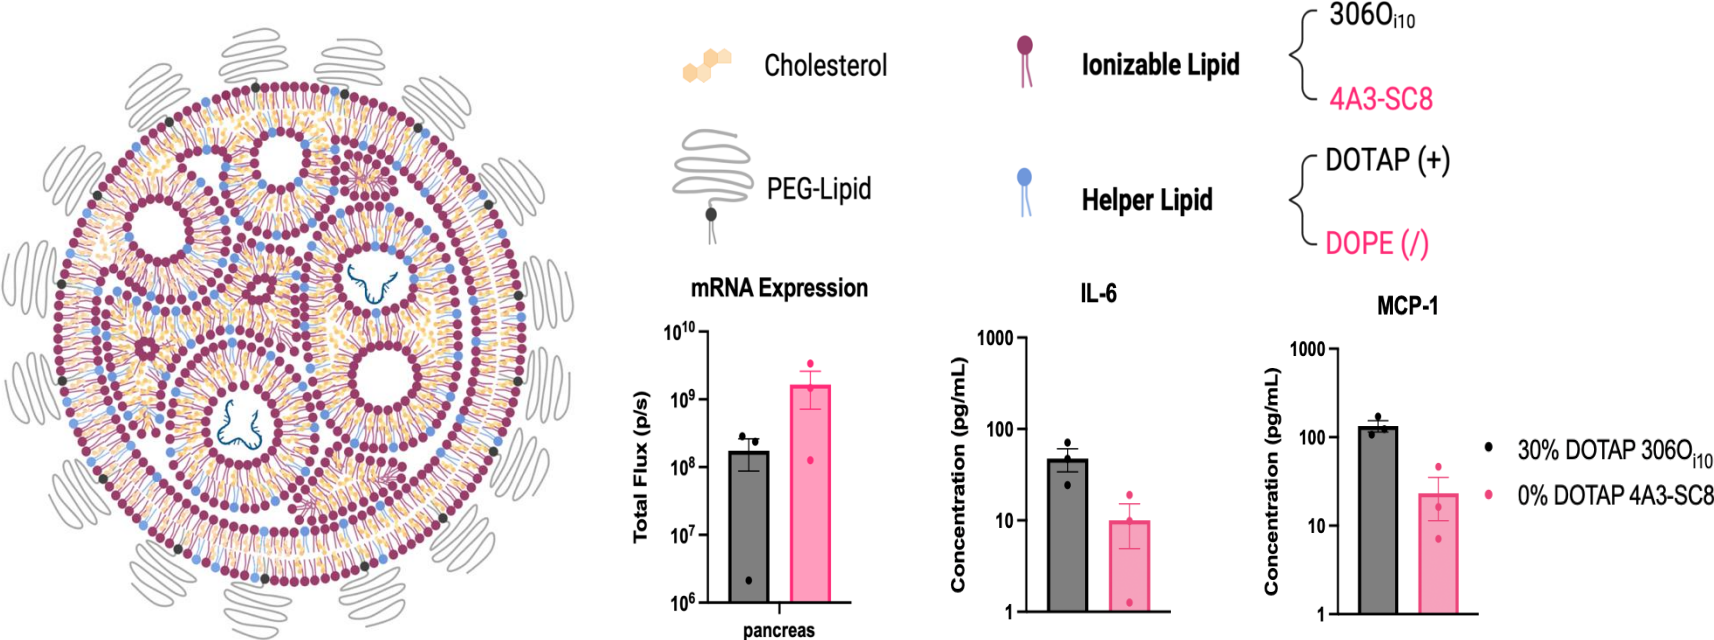 Cholesterol
PEG-Lipid
Ionizable Lipid
306Oi10
4A3-SC8
Helper Lipid
DOTAP (+)
DOPE (/)
mRNA Expression
Total Flux (p/s)
10^10
10^9
10^8
10^7
10^6
pancreas
IL-6
Concentration (pg/mL)
1000
100
10
1
MCP-1
Concentration (pg/mL)
1000
100
10
1
30% DOTAP 306Oi10
0% DOTAP 4A3-SC8